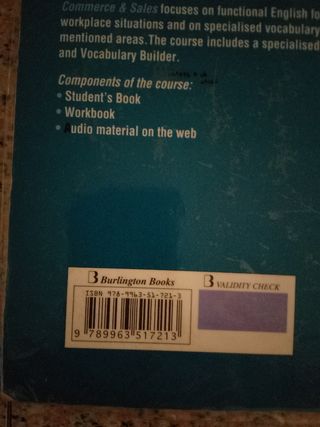 Commerce & Sales focuses on functional English fo
workplace situations and on specialised vocabulary
mentioned areas. The course includes a specialised
and Vocabulary Builder.
Components of the course:
• Student's Book
• Workbook
• Audio material on the web
B Burlington Books
B VALIDITY CHECK
ISBN 978-9963-51-721-3
9 789963 517213